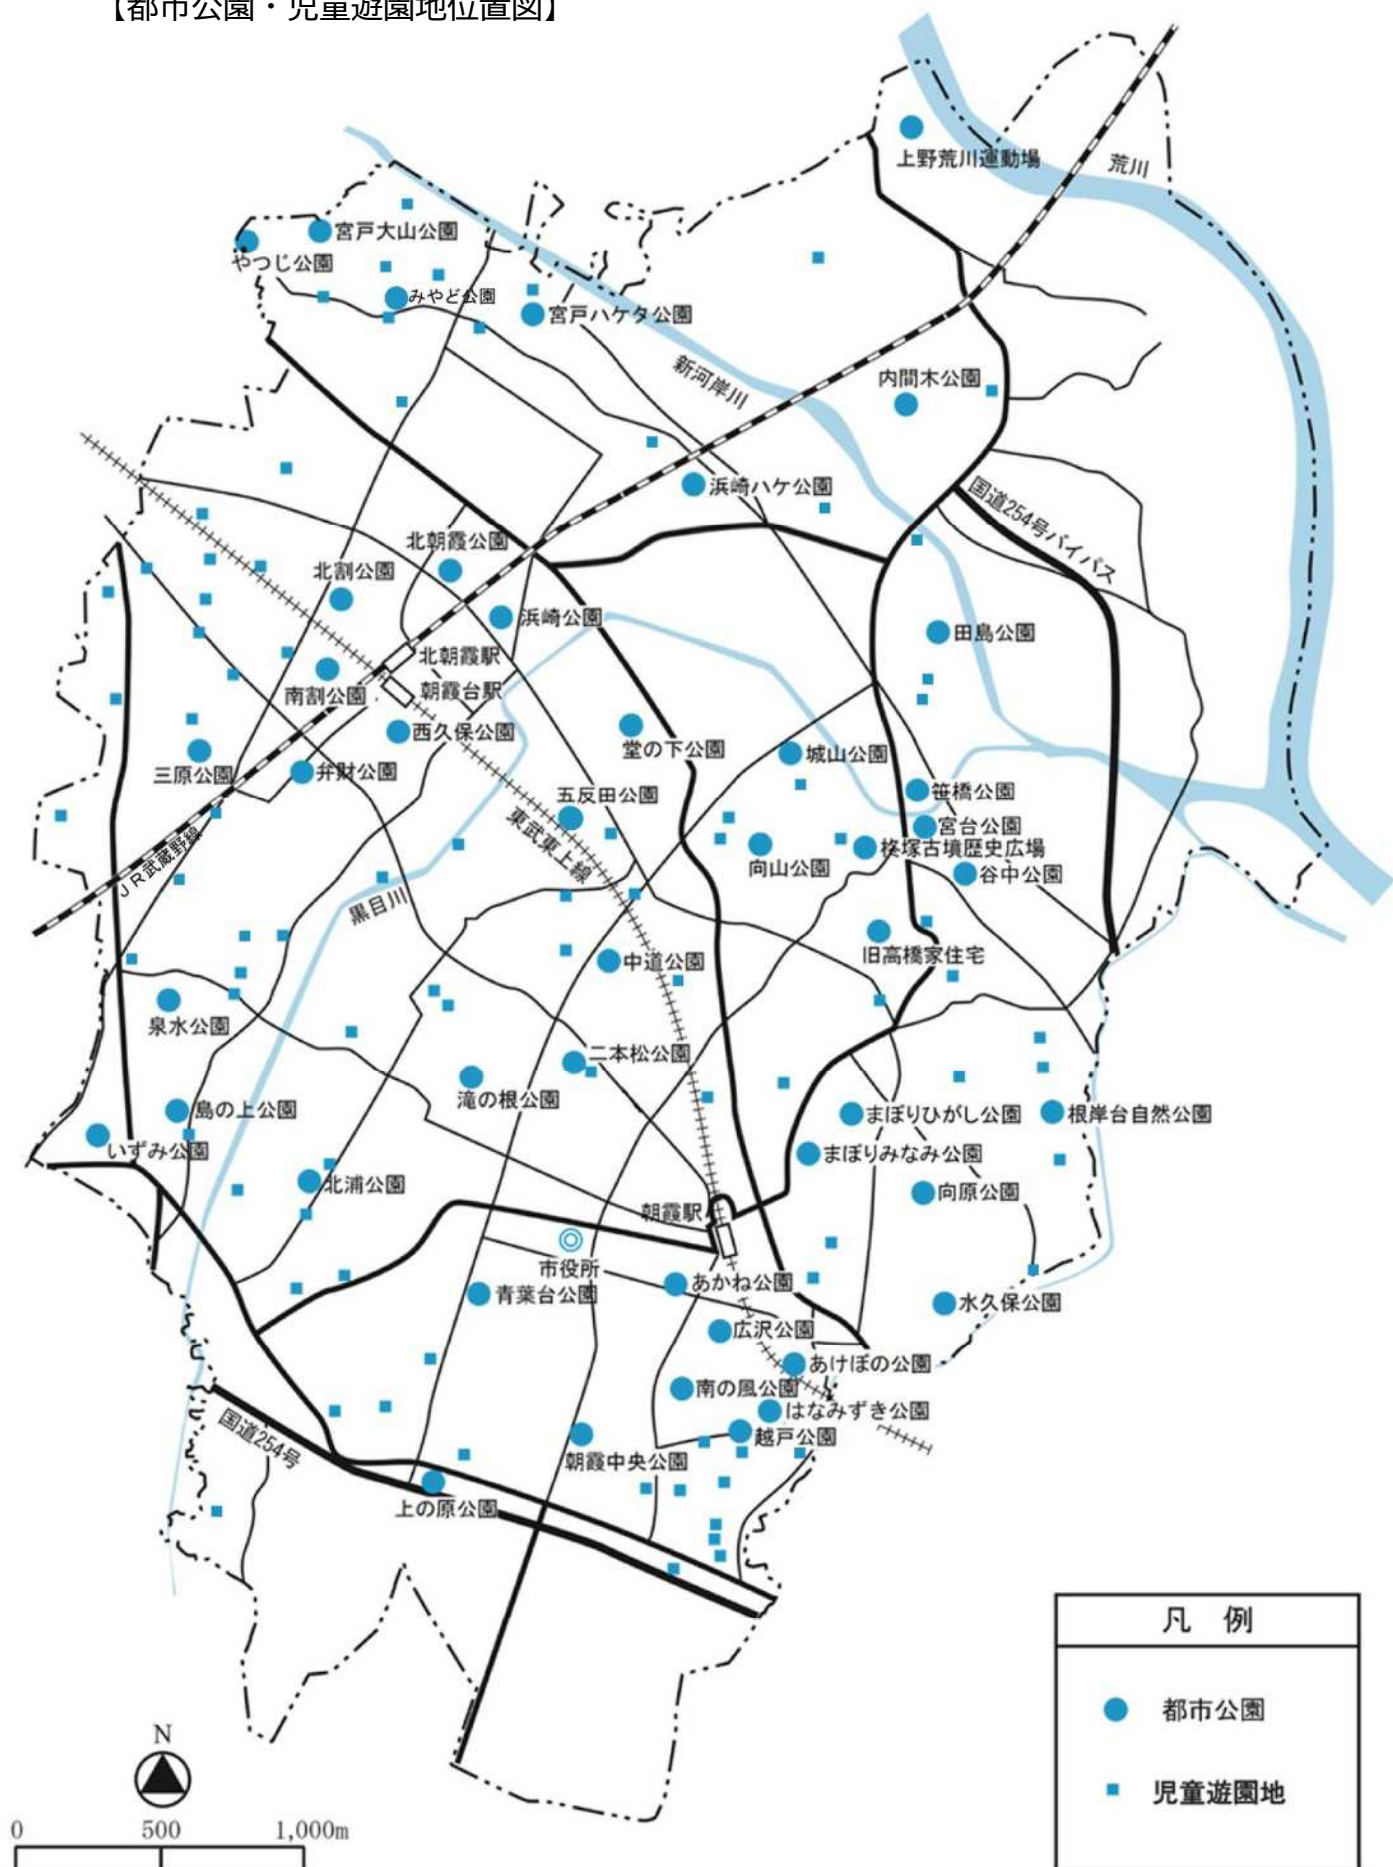 【都市公園・児童遊園地位置図】
上野荒川運動場
荒川
宮戸大山公園
やつじ公園
みやど公園
宮戸ハケタ公園
新河岸川
内間木公園
浜崎ハケ公園
国道254号バイパス
北朝霞公園
北割公園
浜崎公園
田島公園
北朝霞駅
南割公園
朝霞台駅
西久保公園
堂の下公園
城山公園
三原公園
弁財公園
五反田公園
笹橋公園
東武東上線
宮台公園
柊塚古墳歴史広場
JR武蔵野線
向山公園
谷中公園
黒目川
旧高橋家住宅
中道公園
泉水公園
二本松公園
滝の根公園
島の上公園
まぼりひがし公園
根岸台自然公園
いずみ公園
まぼりみなみ公園
北浦公園
向原公園
朝霞駅
市役所
あかね公園
青葉台公園
水久保公園
広沢公園
あけぼの公園
南の風公園
はなみずき公園
国道254号
越戸公園
朝霞中央公園
上の原公園
凡 例
都市公園
児童遊園地
N
0 500 1,000m